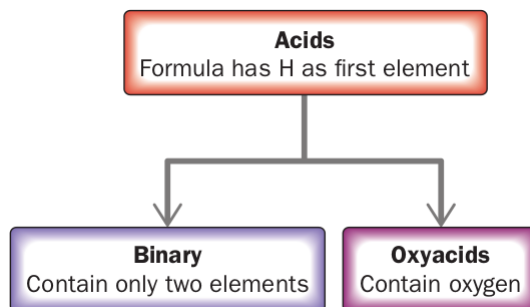 Acids
Formula has H as first element
Binary
Contain only two elements
Oxyacids
Contain oxygen